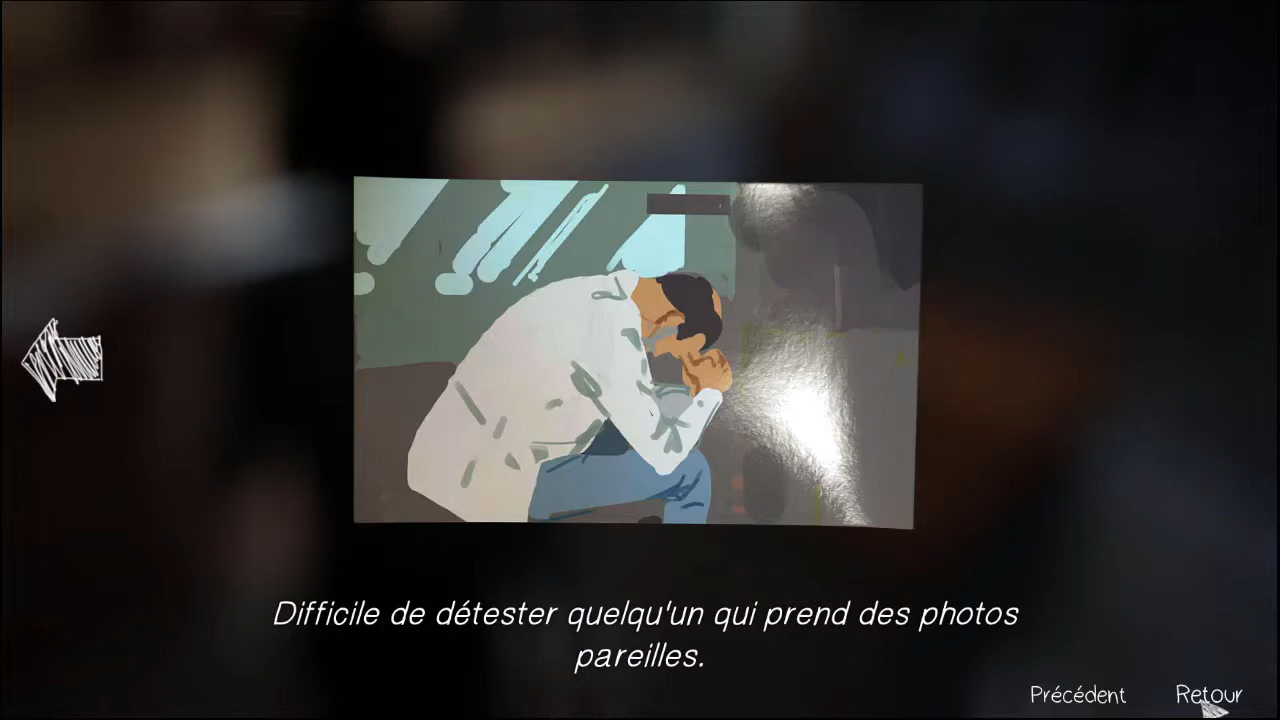 Difficile de détester quelqu'un qui prend des photos
pareilles.
Précédent
Retour